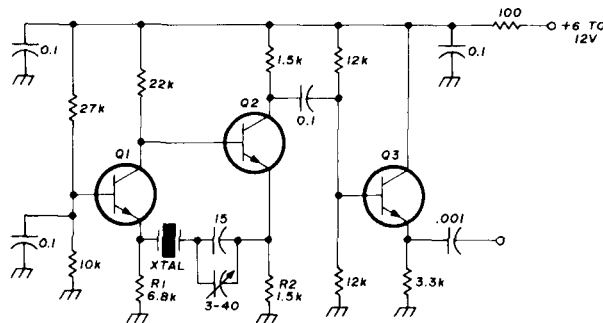 100
+6 TO
12V
0.1
1.5k
12k
0.1
22k
27k
Q2
0.1
Q1
Q3
15
.001
0.1
XTAL
10k
R1
6.8k
3-40
R2
1.5k
12k
3.3k